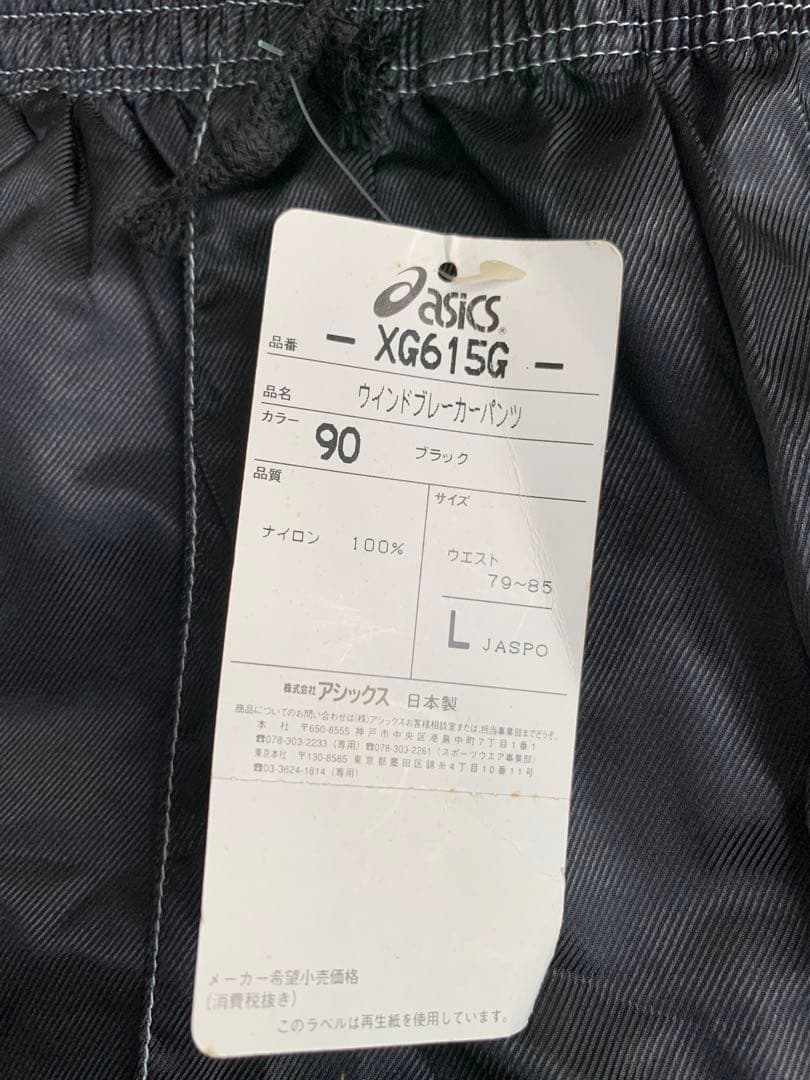 asics®
品番 - XG615G -
品名 ウインドブレーカーパンツ
カラー 90 ブラック
品質
ナイロン 100%
サイズ
ウエスト
79~85
L JASPO
株式会社アシックス 日本製
商品についてのお問い合わせは(株)アシックスお客様相談室または、担当事業部までどうぞ。
本 社 〒650-8555 神戸市中央区港島中町7丁目1番1
☎078-303-2233（専用）☎078-303-2261（スポーツウエア事業部）
東京本社 〒130-8585 東京都墨田区錦糸4丁目10番11号
☎03-3624-1814（専用）
メーカー希望小売価格
(消費税抜き)
このラベルは再生紙を使用しています。